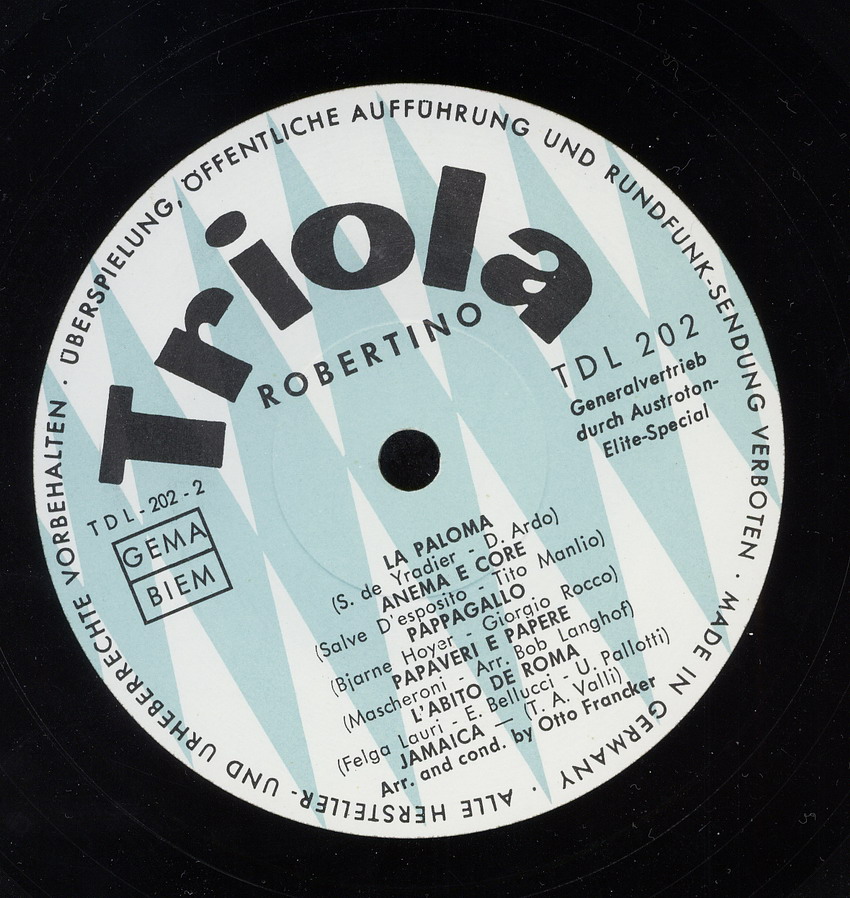 ÜBERSPIELUNG, ÖFFENTLICHE AUFFÜHRUNG UND RUNDFUNK-SENDUNG VERBOTEN · MADE IN GERMANY · ALLE HERSTELLER- UND URHEBERRECHTE VORBEHALTEN ·
Triola
ROBERTINO
TDL 202
Generalvertrieb
durch Austroton-
Elite-Special
TDL-202-2
GEMA
BIEM
LA PALOMA
(S. de Yradier - D. Ardo)
ANEMA E CORE
(Salve D'esposito - Tito Manlio)
PAPPAGALLO
(Bjarne Hoyer - Giorgio Rocco)
PAPAVERI E PAPERE
(Mascheroni - Arr. Bob Langhof)
L'ABITO DE ROMA
(Felga Lauri - E. Bellucci - U. Pallotti)
JAMAICA — (T. A. Valli)
Arr. and cond. by Otto Francker